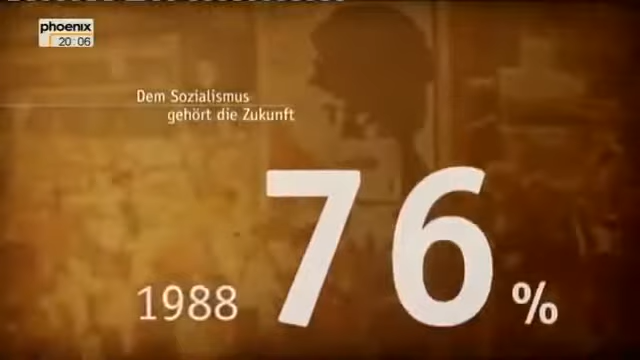 phoenix
20:06
Dem Sozialismus
gehört die Zukunft
1988 76 %